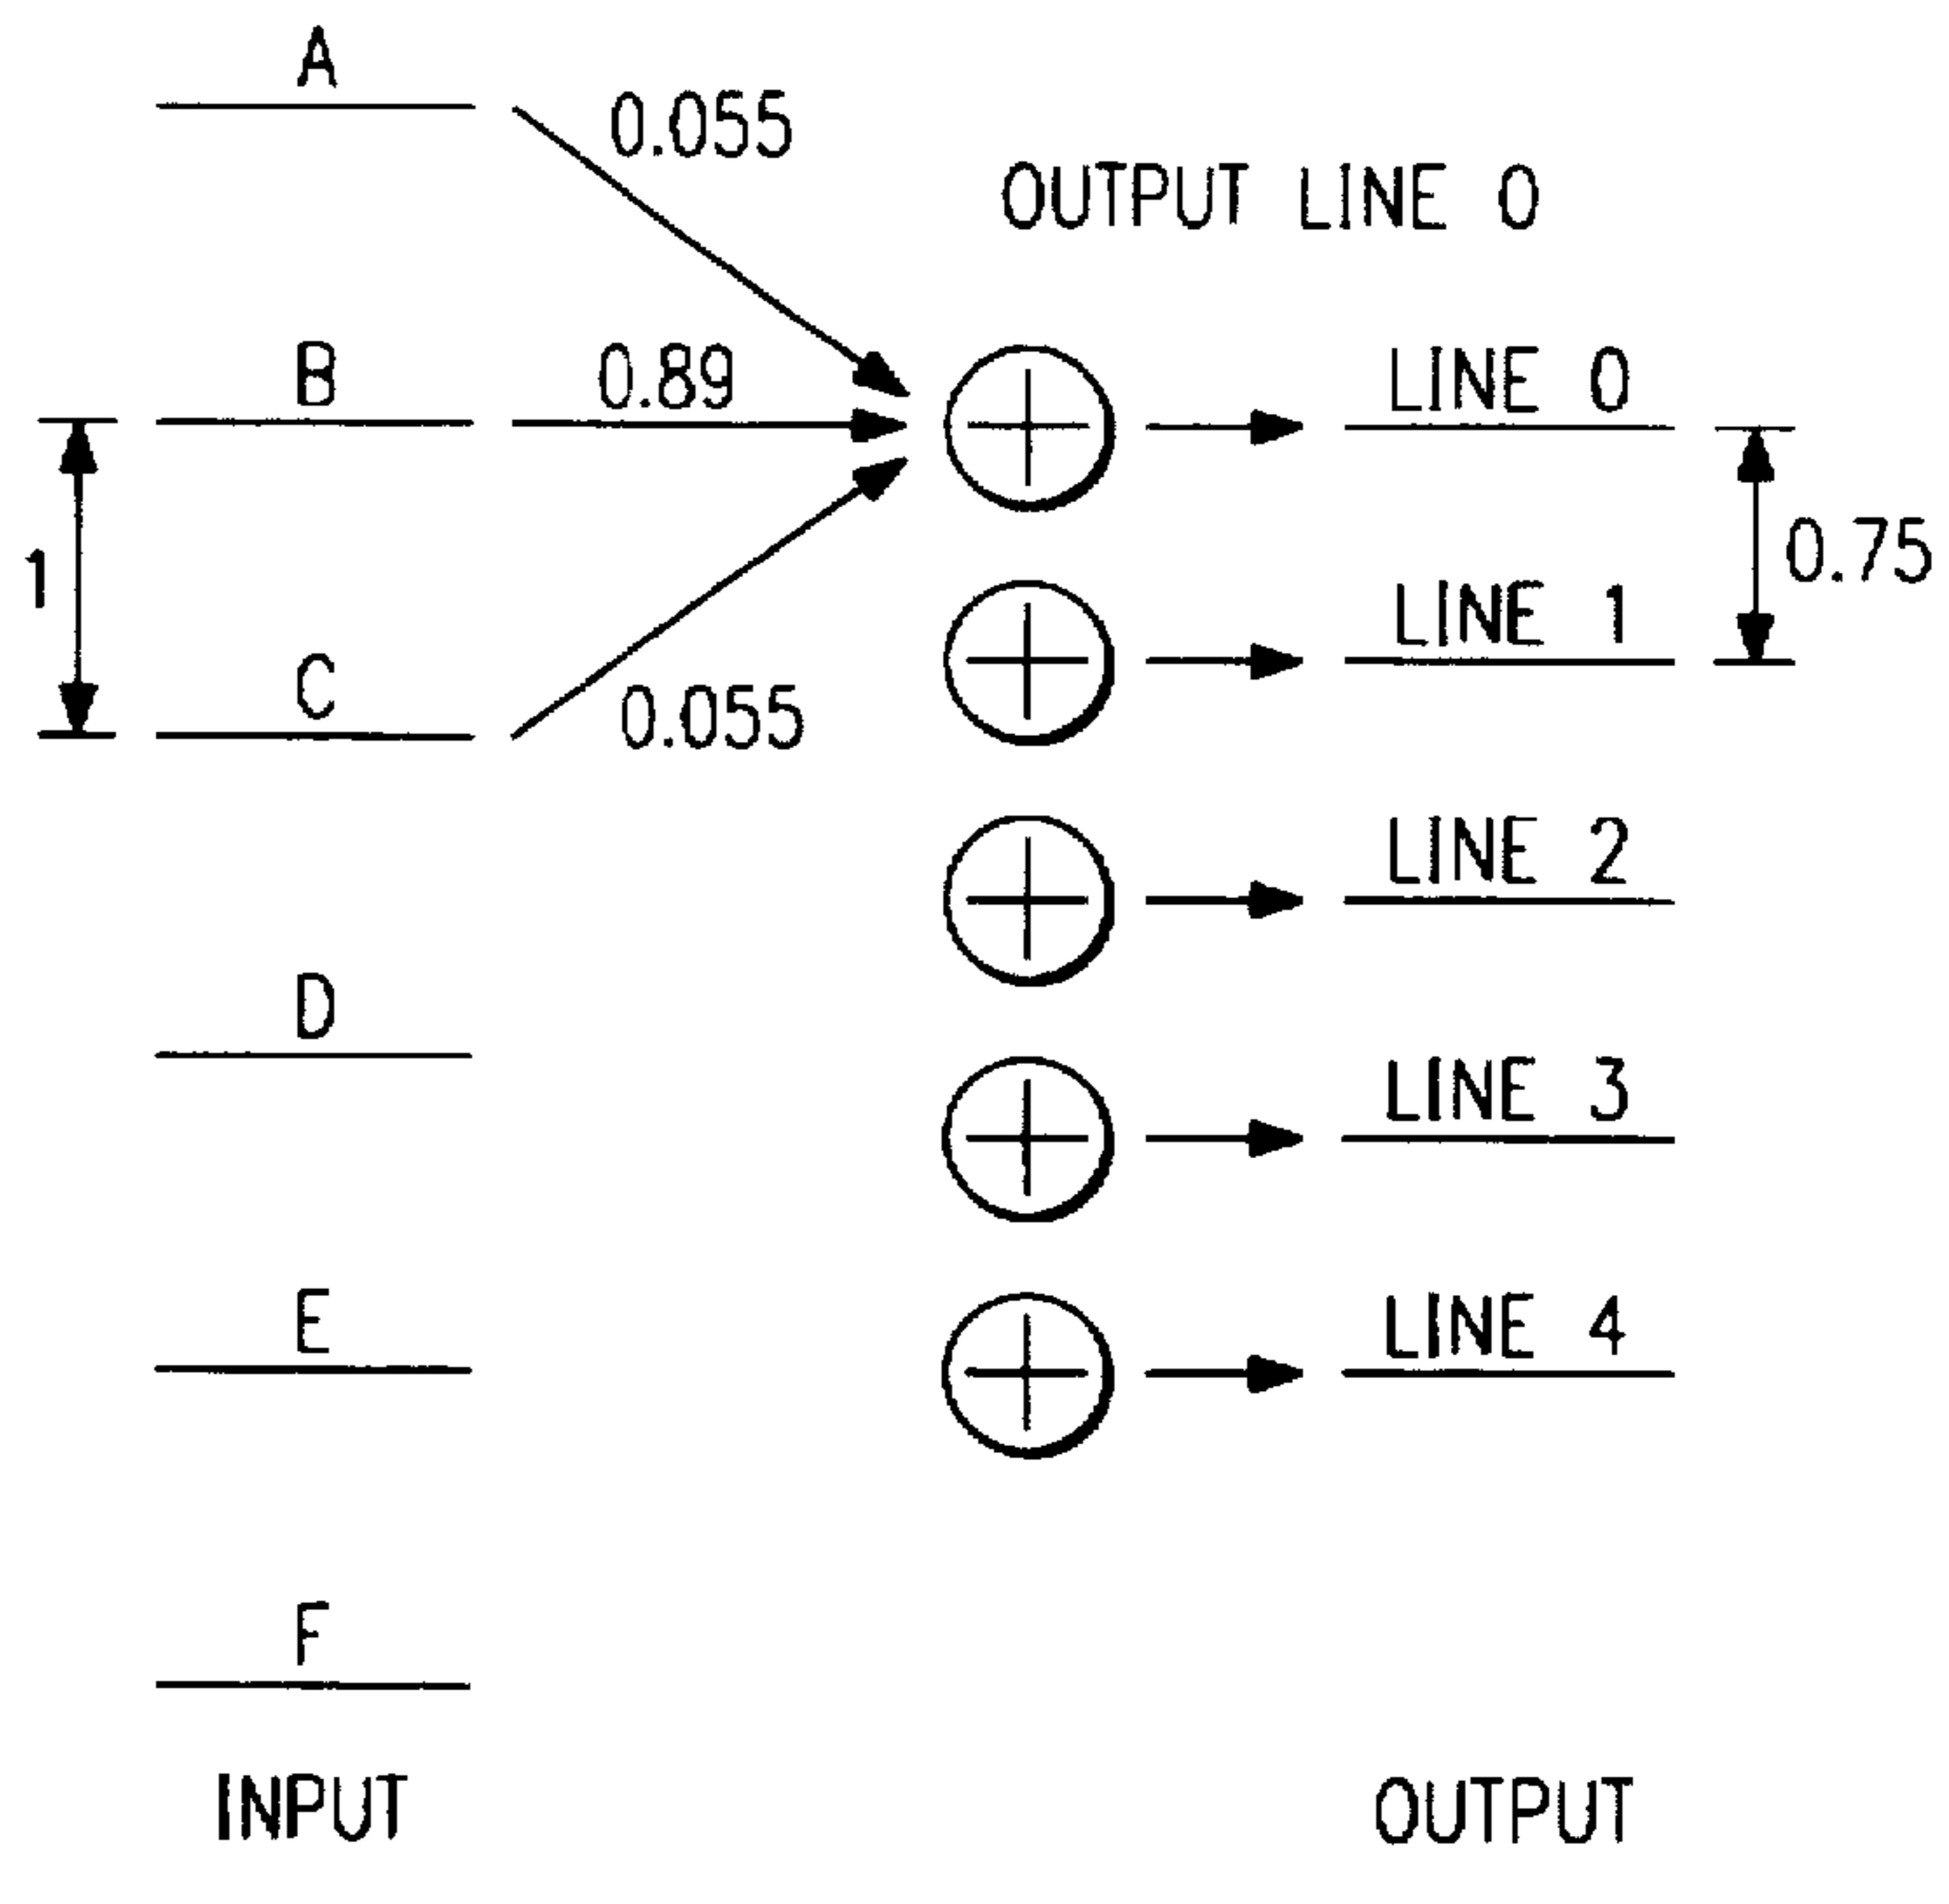 A
0.055
OUTPUT LINE 0
B
0.89
LINE 0
1
0.75
LINE 1
C
0.055
LINE 2
D
LINE 3
E
LINE 4
F
INPUT
OUTPUT